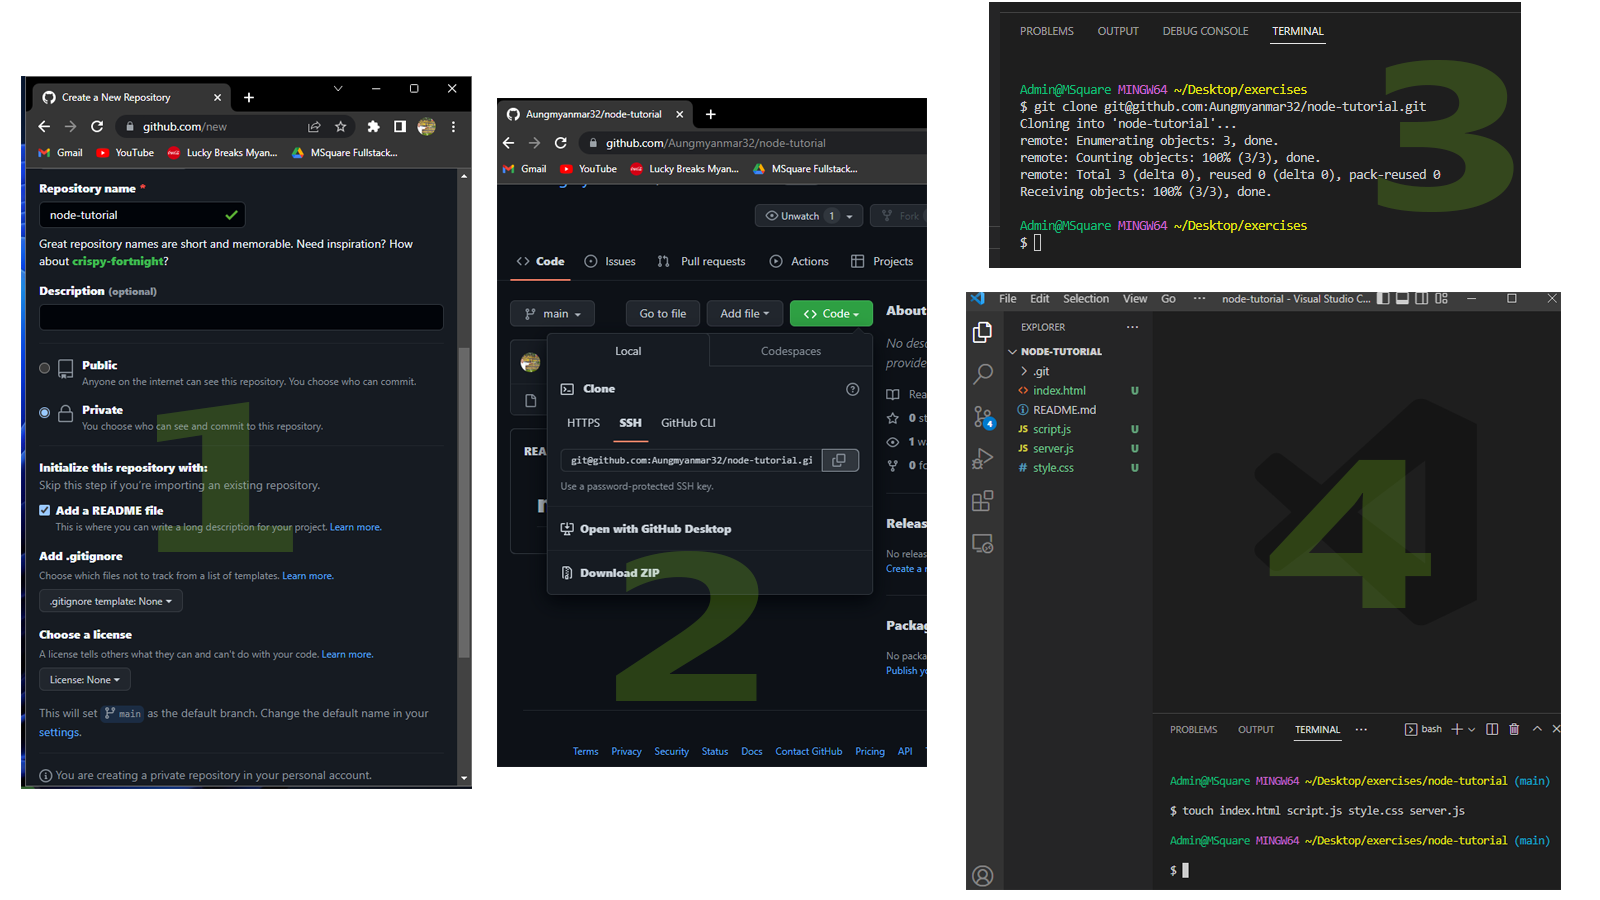 Create a New Repository
github.com/new
Gmail YouTube Lucky Breaks Myan... MSquare Fullstack...
Repository name *
node-tutorial
Great repository names are short and memorable. Need inspiration? How
about crispy-fortnight?
Description (optional)
Public
Anyone on the internet can see this repository. You choose who can commit.
Private
You choose who can see and commit to this repository.
Initialize this repository with:
Skip this step if you're importing an existing repository.
Add a README file
This is where you can write a long description for your project. Learn more.
Add .gitignore
Choose which files not to track from a list of templates. Learn more.
.gitignore template: None
Choose a license
A license tells others what they can and can't do with your code. Learn more.
License: None
This will set main as the default branch. Change the default name in your
settings.
You are creating a private repository in your personal account.
1
Aungmyanmar32/node-tutorial
github.com/Aungmyanmar32/node-tutorial
Gmail YouTube Lucky Breaks Myan... MSquare Fullstack...
Unwatch 1 Fork
Code Issues Pull requests Actions Projects
main Go to file Add file Code
Local Codespaces
Clone
HTTPS SSH GitHub CLI
git@github.com:Aungmyanmar32/node-tutorial.gi
Use a password-protected SSH key.
Open with GitHub Desktop
Download ZIP
REA
About
No desc
provide
Rea
0 st
1 wa
0 fo
Releas
No releas
Create a r
Packag
No packa
Publish yo
Terms Privacy Security Status Docs Contact GitHub Pricing API
2
PROBLEMS OUTPUT DEBUG CONSOLE TERMINAL
Admin@MSquare MINGW64 ~/Desktop/exercises
$ git clone git@github.com:Aungmyanmar32/node-tutorial.git
Cloning into 'node-tutorial'...
remote: Enumerating objects: 3, done.
remote: Counting objects: 100% (3/3), done.
remote: Total 3 (delta 0), reused 0 (delta 0), pack-reused 0
Receiving objects: 100% (3/3), done.
Admin@MSquare MINGW64 ~/Desktop/exercises
$
3
File Edit Selection View Go ··· node-tutorial - Visual Studio C...
EXPLORER ···
NODE-TUTORIAL
.git
index.html U
README.md
JS script.js U
JS server.js U
# style.css U
4
PROBLEMS OUTPUT TERMINAL ··· bash
Admin@MSquare MINGW64 ~/Desktop/exercises/node-tutorial (main)
$ touch index.html script.js style.css server.js
Admin@MSquare MINGW64 ~/Desktop/exercises/node-tutorial (main)
$
4